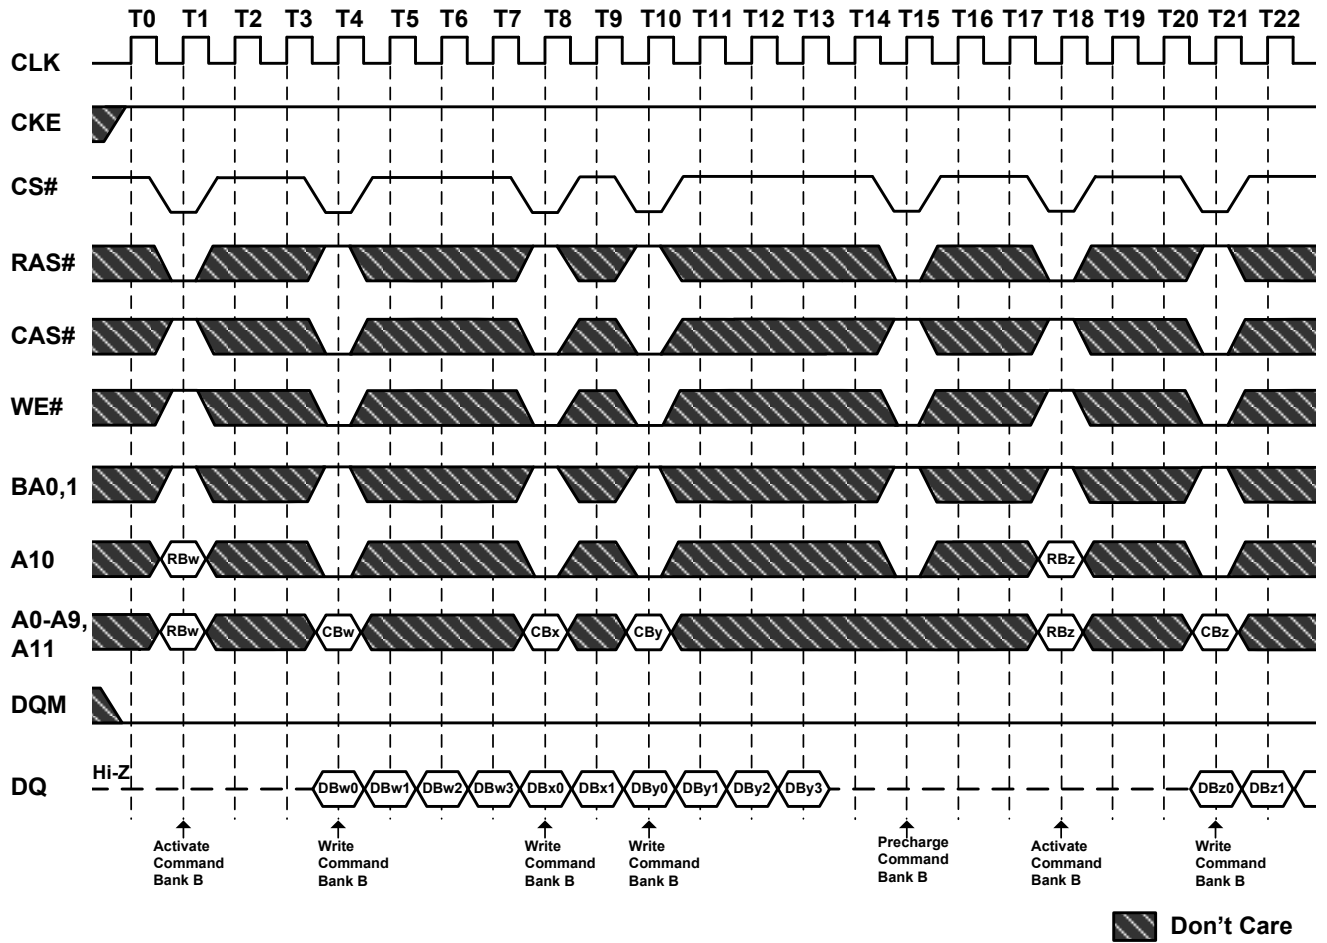 T0 T1 T2 T3 T4 T5 T6 T7 T8 T9 T10 T11 T12 T13 T14 T15 T16 T17 T18 T19 T20 T21 T22
CLK
CKE
CS#
RAS#
CAS#
WE#
BA0,1
A10 RBw RBz
A0-A9,
A11
RBw CBw CBx CBy RBz CBz
DQM
Hi-Z
DQ DBw0 DBw1 DBw2 DBw3 DBx0 DBx1 DBy0 DBy1 DBy2 DBy3 DBz0 DBz1
Activate
Command
Bank B
Write
Command
Bank B
Write
Command
Bank B
Write
Command
Bank B
Precharge
Command
Bank B
Activate
Command
Bank B
Write
Command
Bank B
Don't Care